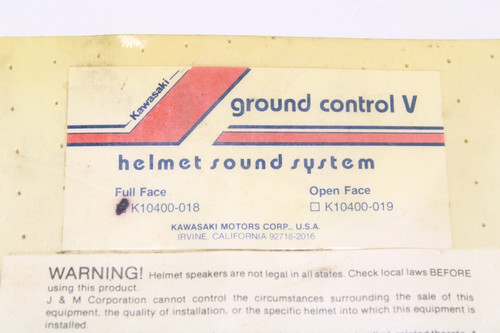 Kawasaki
ground control V
helmet sound system
Full Face Open Face
K10400-018 ☐ K10400-019
KAWASAKI MOTORS CORP., U.S.A.
IRVINE, CALIFORNIA 92718-2016
WARNING! Helmet speakers are not legal in all states. Check local laws BEFORE
using this product.
J & M Corporation cannot control the circumstances surrounding the sale of this
equipment, the quality of installation, or the specific helmet into which this equipment is
installed.